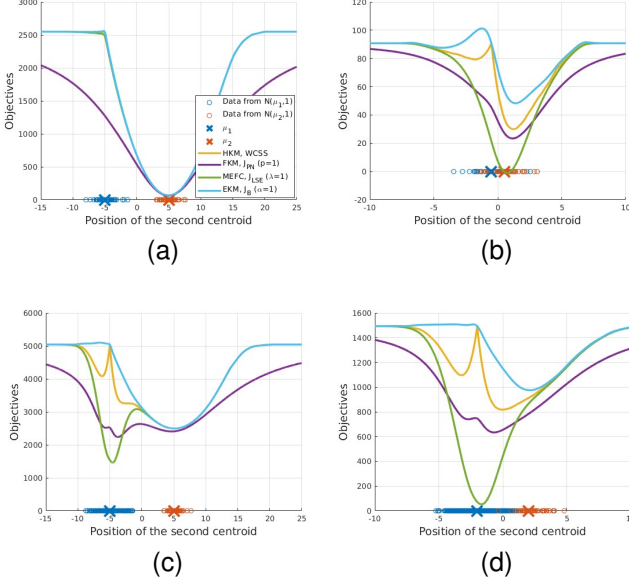 3000
2500
2000
1500
1000
500
0
Objectives
Data from N(μ₁,1)
Data from N(μ₂,1)
μ₁
μ₂
HKM, WCSS
FKM, J_PN (p=1)
MEFC, J_LSE (λ=1)
EKM, J_B (α=1)
-15 -10 -5 0 5 10 15 20 25
Position of the second centroid
(a)
120
100
80
60
40
20
0
-20
Objectives
-10 -5 0 5 10
Position of the second centroid
(b)
6000
5000
4000
3000
2000
1000
0
Objectives
-15 -10 -5 0 5 10 15 20 25
Position of the second centroid
(c)
1600
1400
1200
1000
800
600
400
200
0
Objectives
-10 -5 0 5
Position of the second centroid
(d)